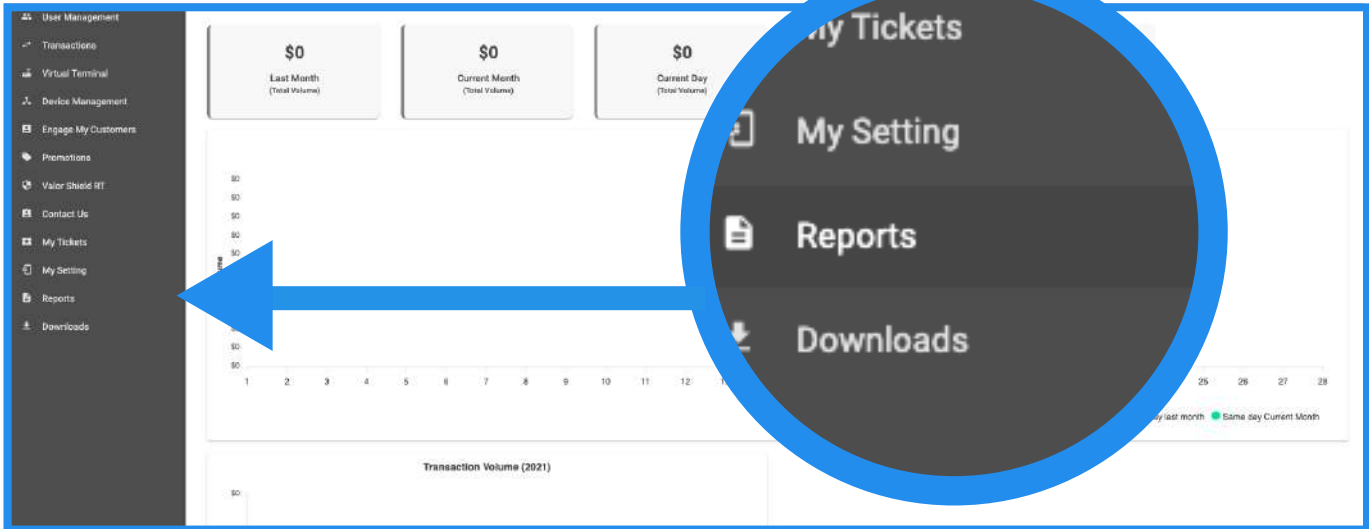 User Management
Transactions
Virtual Terminal
Device Management
Engage My Customers
Promotions
Valor Shield RT
Contact Us
My Tickets
My Setting
Reports
Downloads
$0
Last Month
(Total Volume)
$0
Current Month
(Total Volume)
$0
Current Day
(Total Volume)
$0
$0
$0
$0
$0
$0
$0
1 2 3 4 5 6 7 8 9 10 11 12
25 26 27 28
last month Same day Current Month
Transaction Volume (2021)
$0
My Tickets
My Setting
Reports
Downloads